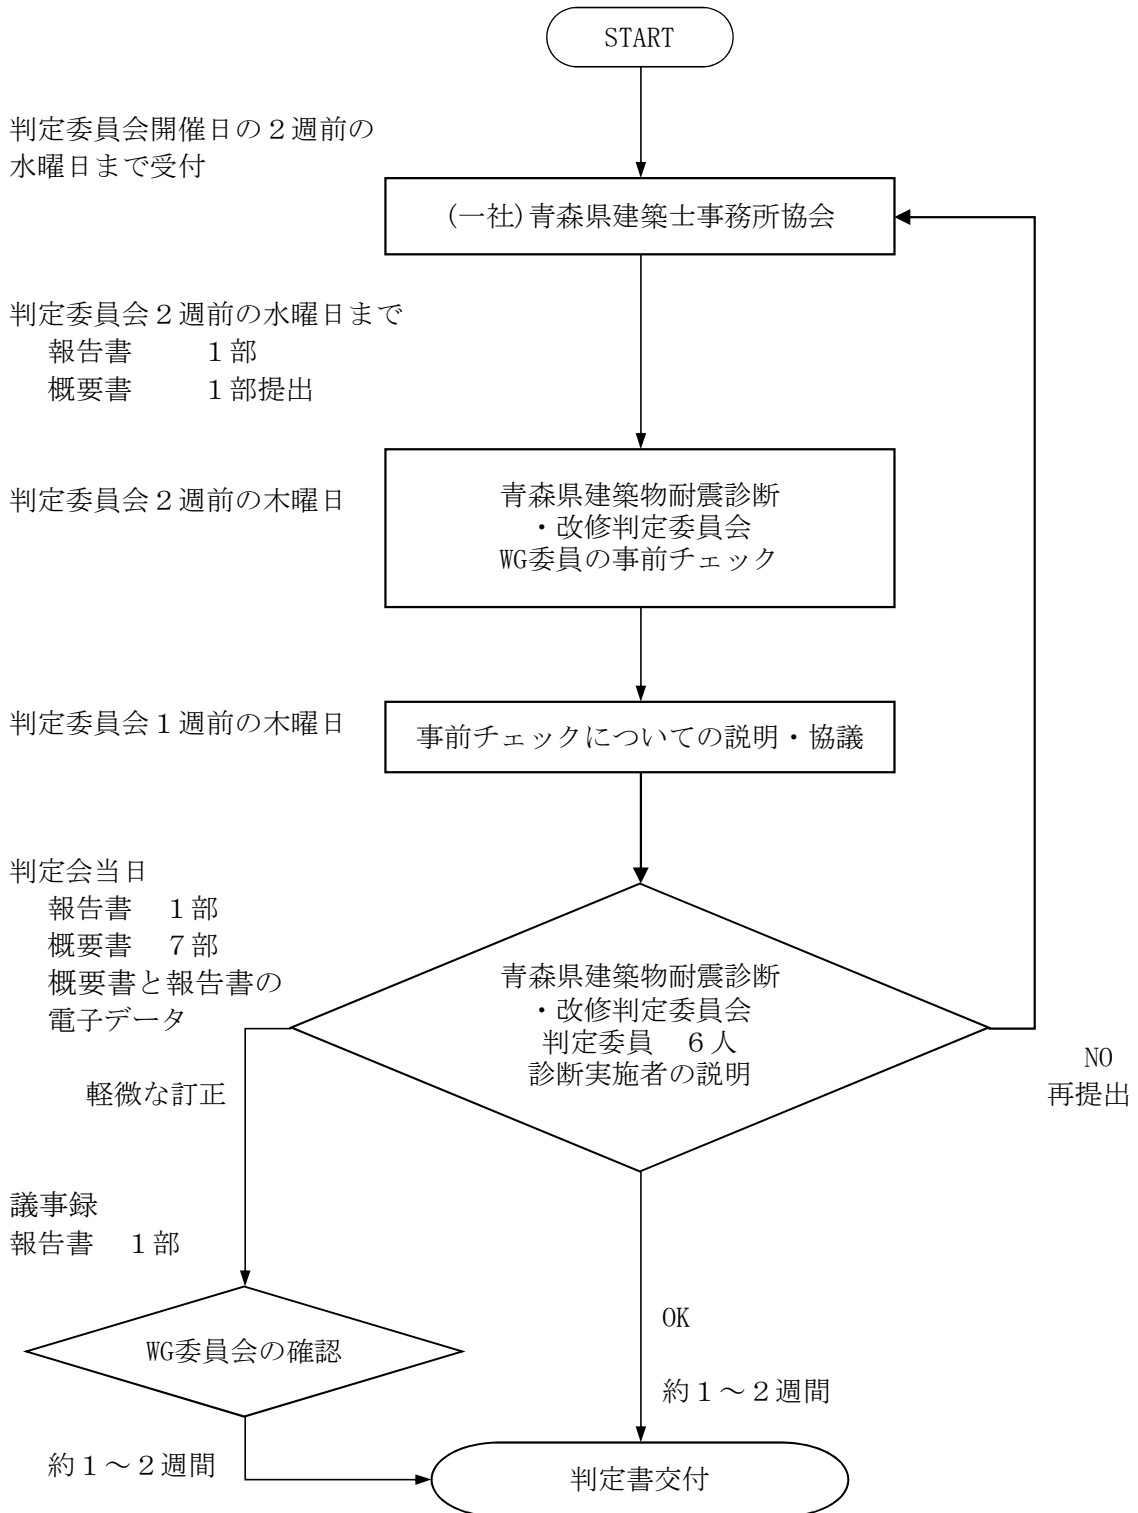 START
判定委員会開催日の２週前の
水曜日まで受付
(一社)青森県建築士事務所協会
判定委員会２週前の水曜日まで
報告書　　１部
概要書　　１部提出
判定委員会２週前の木曜日
青森県建築物耐震診断
・改修判定委員会
WG委員の事前チェック
判定委員会１週前の木曜日
事前チェックについての説明・協議
判定会当日
報告書　１部
概要書　７部
概要書と報告書の
電子データ
青森県建築物耐震診断
・改修判定委員会
判定委員　６人
診断実施者の説明
NO
再提出
軽微な訂正
議事録
報告書　１部
WG委員会の確認
OK
約１～２週間
約１～２週間
判定書交付